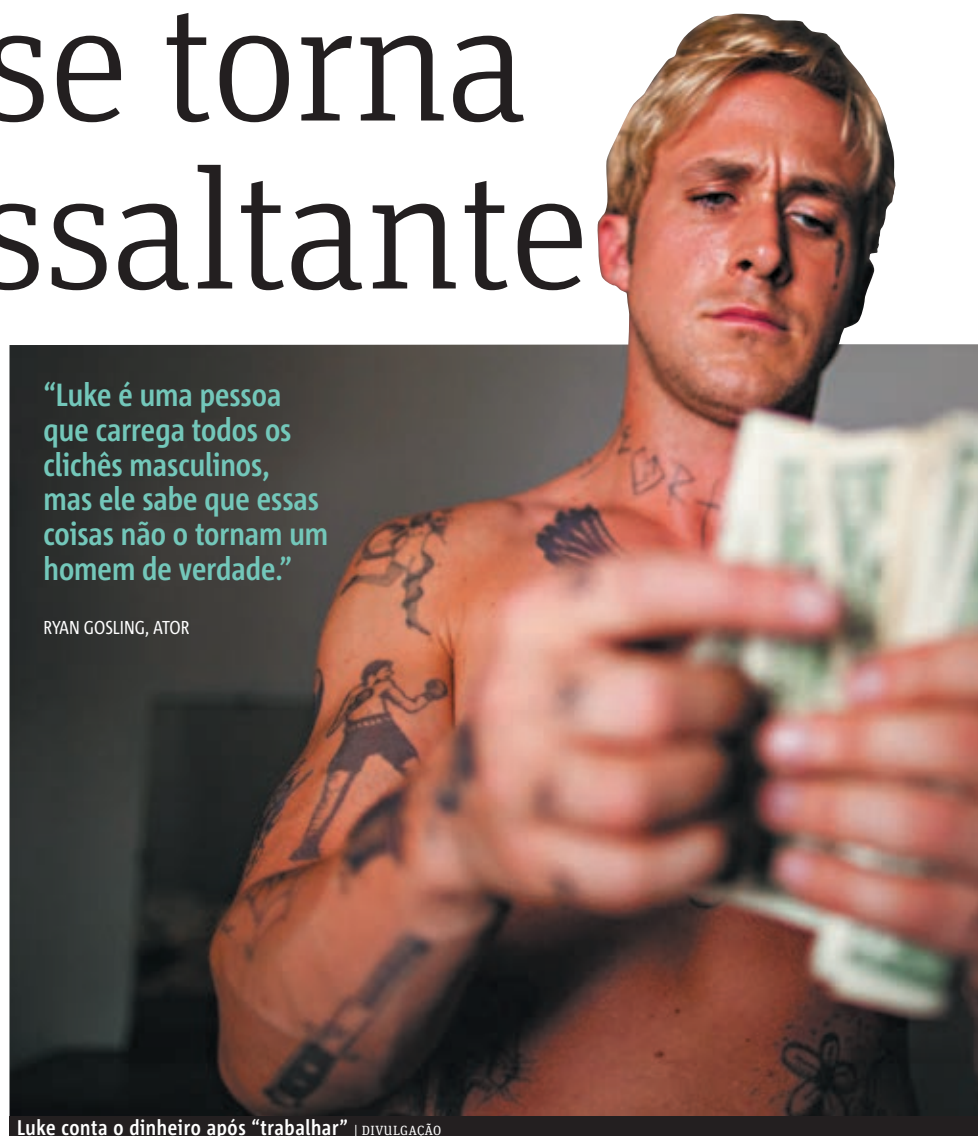 se torna
ssaltante
“Luke é uma pessoa
que carrega todos os
clichês masculinos,
mas ele sabe que essas
coisas não o tornam um
homem de verdade.”
RYAN GOSLING, ATOR
Luke conta o dinheiro após “trabalhar” | DIVULGAÇÃO